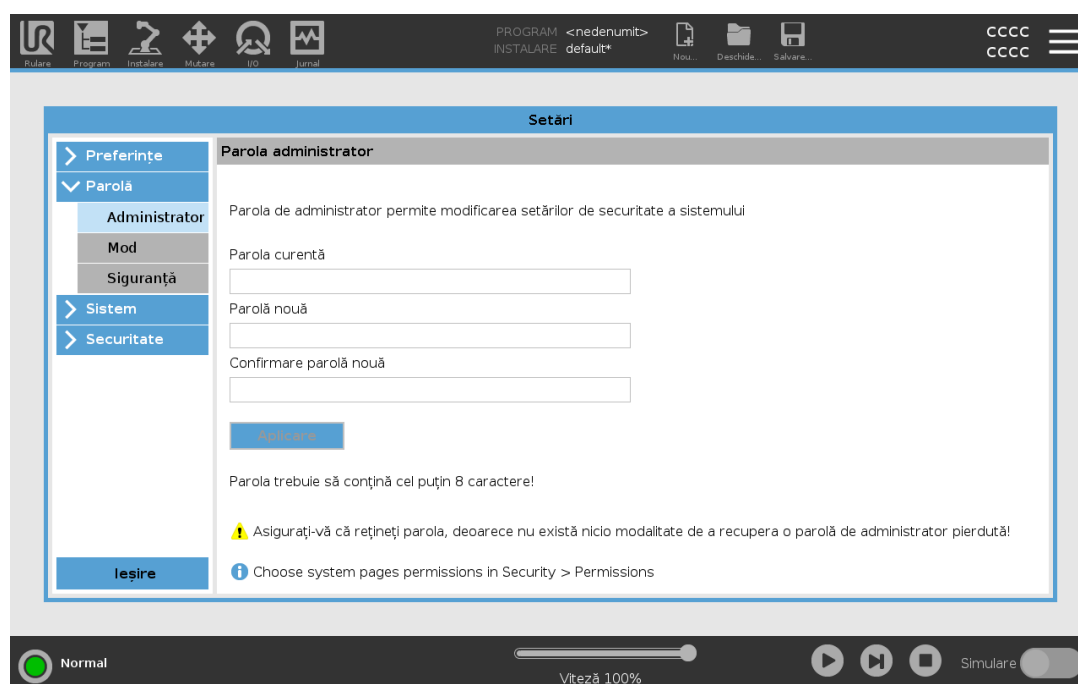 PROGRAM <nedenumit>
INSTALARE default*
cccc
cccc
Rulare Program Instalare Mutare I/O Jurnal Nou... Deschide... Salvare...
Setări
Preferințe
Parolă
Administrator
Mod
Siguranță
Sistem
Securitate
Ieșire
Parola administrator
Parola de administrator permite modificarea setărilor de securitate a sistemului
Parola curentă
Parolă nouă
Confirmare parolă nouă
Aplicare
Parola trebuie să conțină cel puțin 8 caractere!
Asigurați-vă că rețineți parola, deoarece nu există nicio modalitate de a recupera o parolă de administrator pierdută!
Choose system pages permissions in Security > Permissions
Normal
Viteză 100%
Simulare